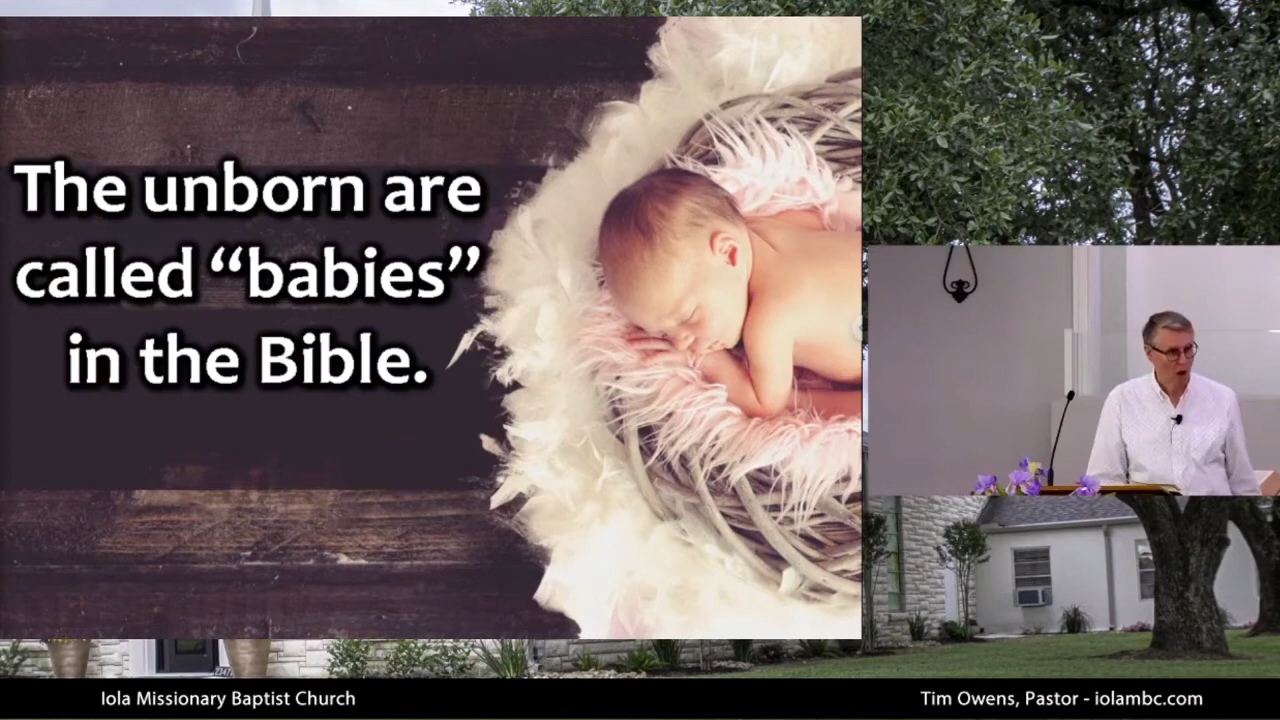 The unborn are
called “babies”
in the Bible.
Iola Missionary Baptist Church
Tim Owens, Pastor - iolambc.com